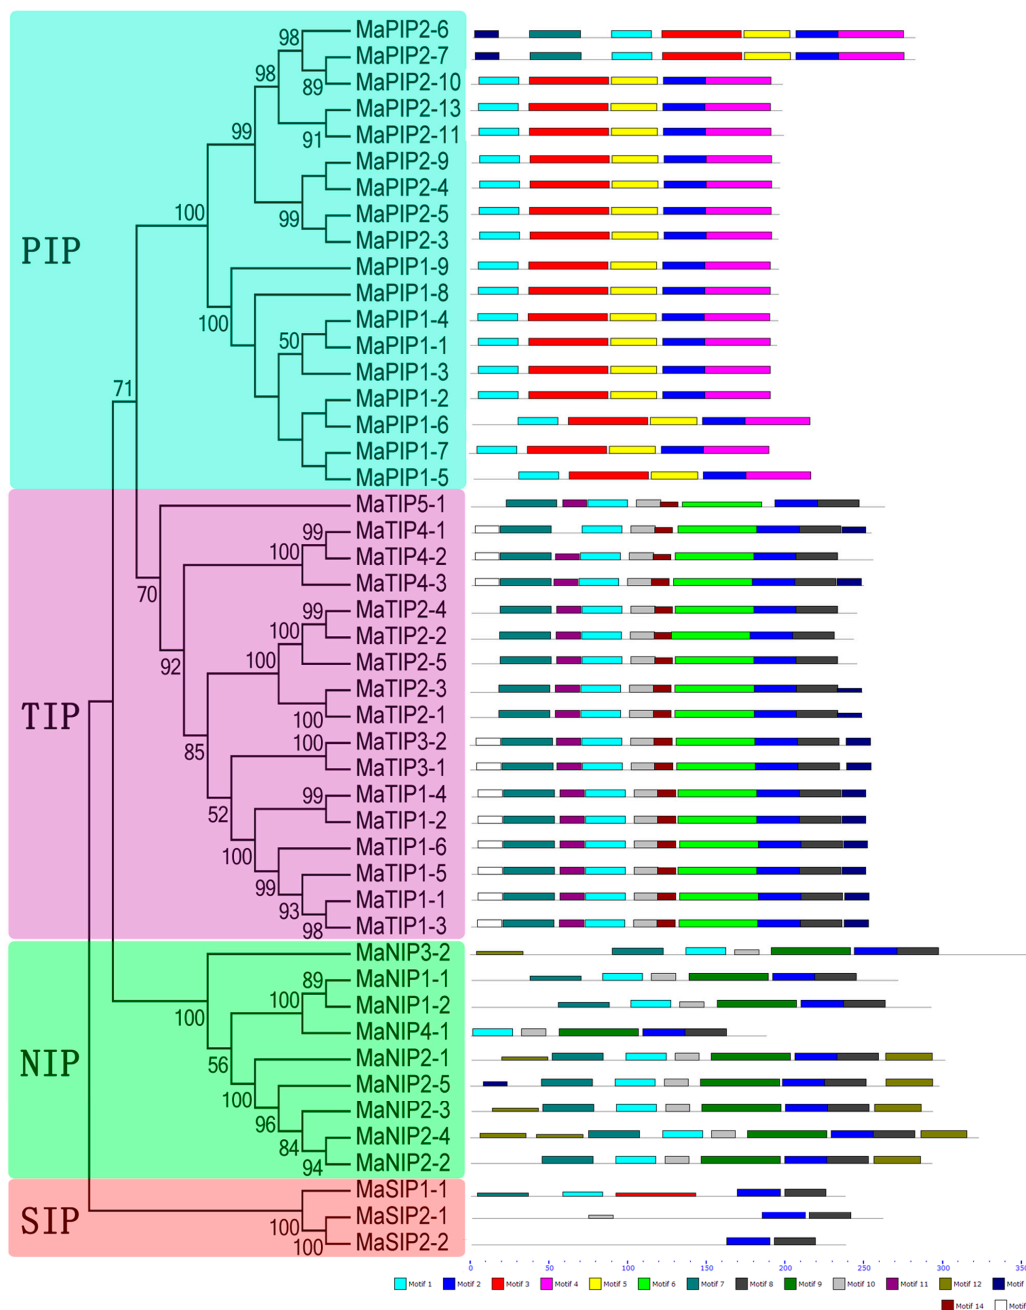 98
MaPIP2-6
98
MaPIP2-7
89
MaPIP2-10
99
MaPIP2-13
91
MaPIP2-11
MaPIP2-9
MaPIP2-4
100
99
MaPIP2-5
MaPIP2-3
PIP
MaPIP1-9
MaPIP1-8
100
MaPIP1-4
50
MaPIP1-1
MaPIP1-3
71
MaPIP1-2
MaPIP1-6
MaPIP1-7
MaPIP1-5
MaTIP5-1
99
MaTIP4-1
100
MaTIP4-2
70
MaTIP4-3
99
MaTIP2-4
100
MaTIP2-2
92
100
MaTIP2-5
MaTIP2-3
100
MaTIP2-1
TIP
85
100
MaTIP3-2
MaTIP3-1
99
MaTIP1-4
52
MaTIP1-2
100
MaTIP1-6
99
MaTIP1-5
93
MaTIP1-1
98
MaTIP1-3
MaNIP3-2
89
MaNIP1-1
100
100
MaNIP1-2
56
MaNIP4-1
NIP
MaNIP2-1
100
MaNIP2-5
96
MaNIP2-3
84
MaNIP2-4
94
MaNIP2-2
MaSIP1-1
SIP
100
MaSIP2-1
100
MaSIP2-2
0 50 100 150 200 250 300 350
Motif 1 Motif 2 Motif 3 Motif 4 Motif 5 Motif 6 Motif 7 Motif 8 Motif 9 Motif 10 Motif 11 Motif 12 Motif
Motif 14 Motif